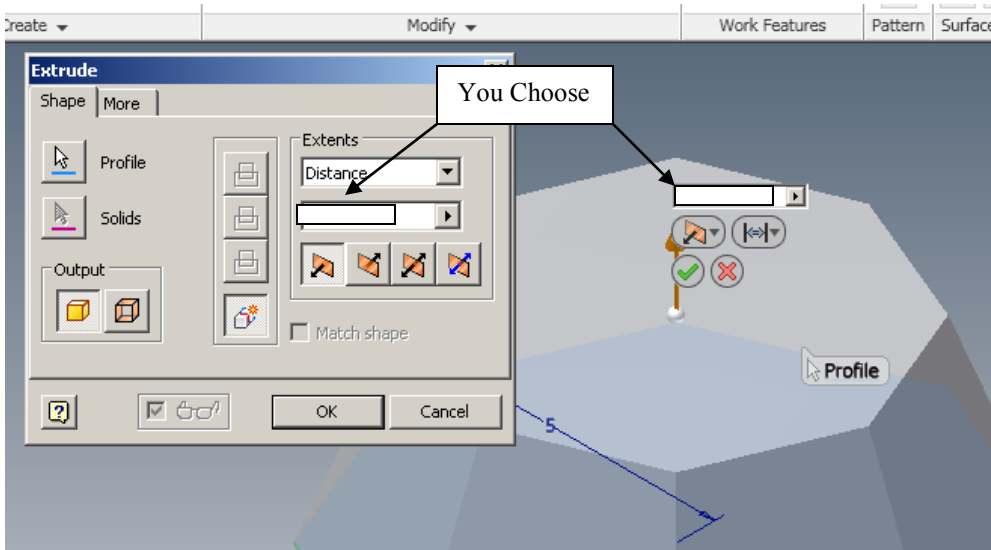 Create
Modify
Work Features
Pattern
Surface
Extrude
You Choose
Shape
More
Extents
Profile
Distance
Solids
Output
Match shape
Profile
OK
Cancel
5